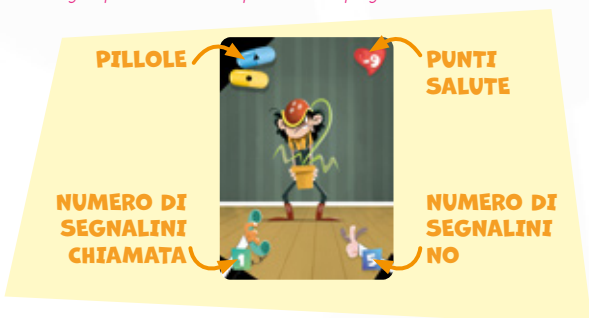 PILLOLE
-9
PUNTI
SALUTE
NUMERO DI
SEGNALINI
CHIAMATA
1
5
NUMERO DI
SEGNALINI
NO